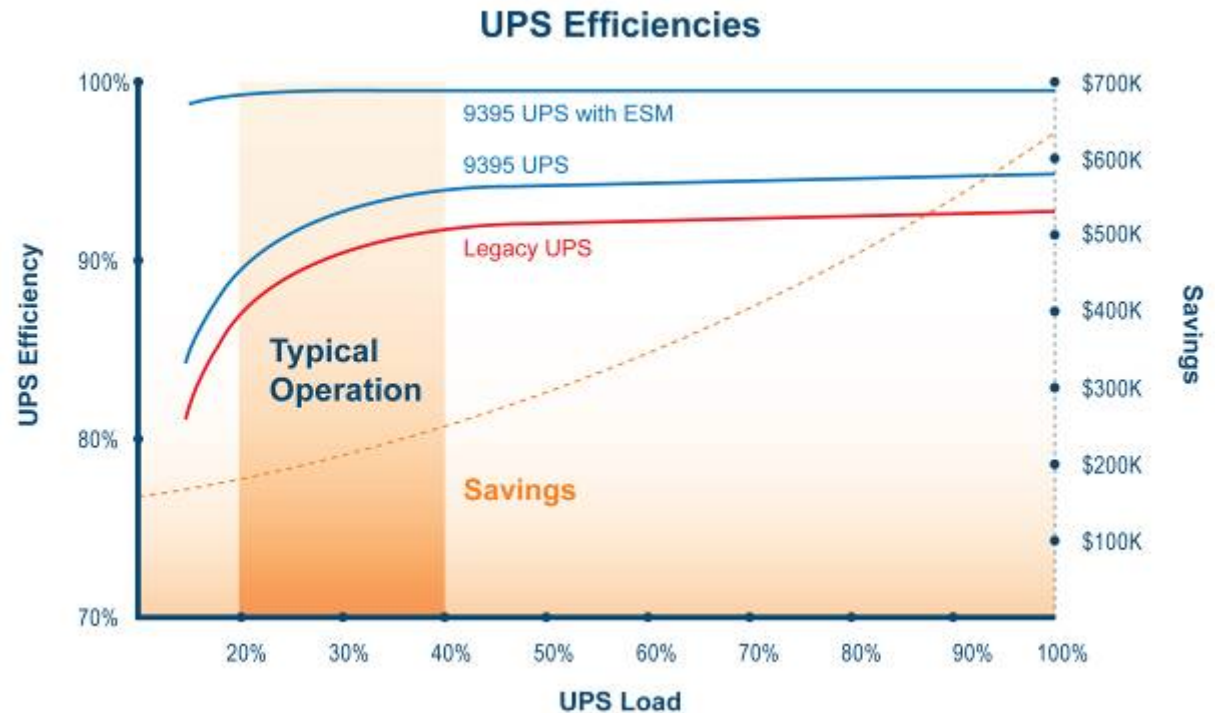 UPS Efficiencies
100%
90%
80%
70%
UPS Efficiency
9395 UPS with ESM
9395 UPS
Legacy UPS
Typical
Operation
Savings
$700K
$600K
$500K
$400K
$300K
$200K
$100K
Savings
20% 30% 40% 50% 60% 70% 80% 90% 100%
UPS Load